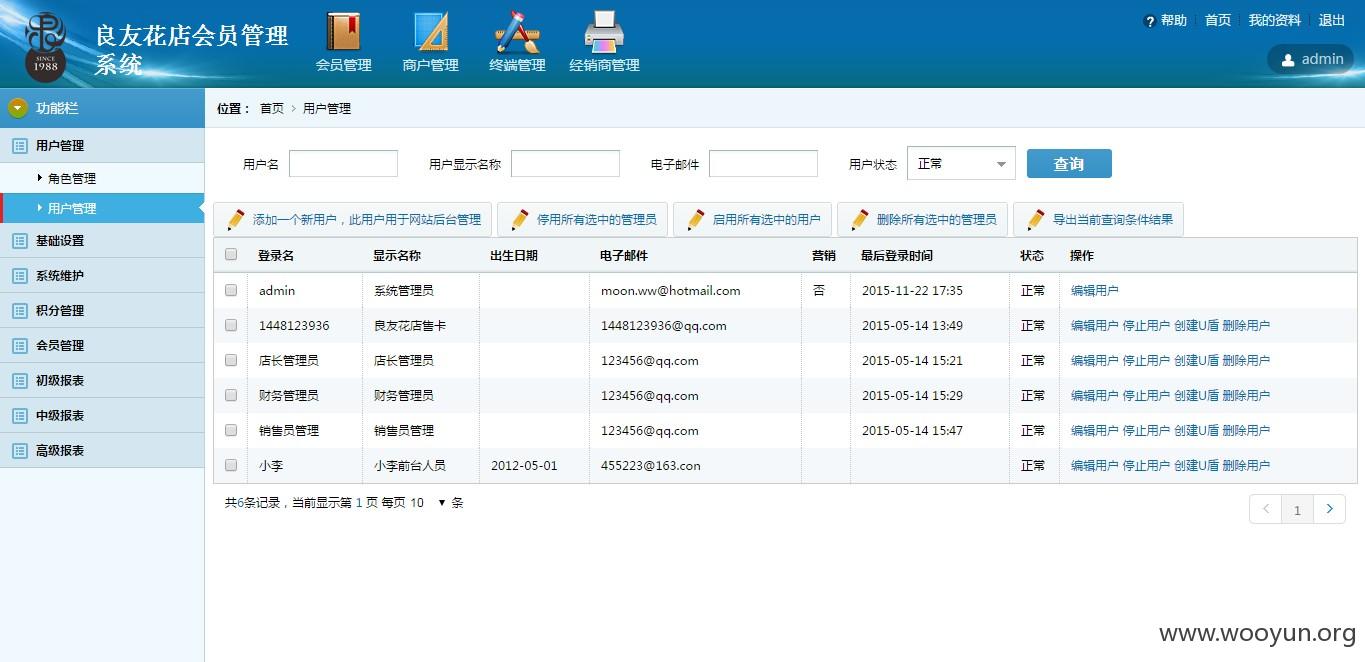 良友花店会员管理
系统
SINCE
1988
会员管理 商户管理 终端管理 经销商管理
帮助 首页 我的资料 退出
admin
功能栏
用户管理
角色管理
用户管理
基础设置
系统维护
积分管理
会员管理
初级报表
中级报表
高级报表
位置： 首页 > 用户管理
用户名 用户显示名称 电子邮件 用户状态 正常 查询
添加一个新用户，此用户用于网站后台管理 停用所有选中的管理员 启用所有选中的用户 删除所有选中的管理员 导出当前查询条件结果
登录名 显示名称 出生日期 电子邮件 营销 最后登录时间 状态 操作
admin 系统管理员 moon.ww@hotmail.com 否 2015-11-22 17:35 正常 编辑用户
1448123936 良友花店售卡 1448123936@qq.com 2015-05-14 13:49 正常 编辑用户 停止用户 创建U盾 删除用户
店长管理员 店长管理员 123456@qq.com 2015-05-14 15:21 正常 编辑用户 停止用户 创建U盾 删除用户
财务管理员 财务管理员 123456@qq.com 2015-05-14 15:29 正常 编辑用户 停止用户 创建U盾 删除用户
销售员管理 销售员管理 123456@qq.com 2015-05-14 15:47 正常 编辑用户 停止用户 创建U盾 删除用户
小李 小李前台人员 2012-05-01 455223@163.con 正常 编辑用户 停止用户 创建U盾 删除用户
共6条记录，当前显示第 1 页 每页 10 ▼ 条
< 1 >
www.wooyun.org